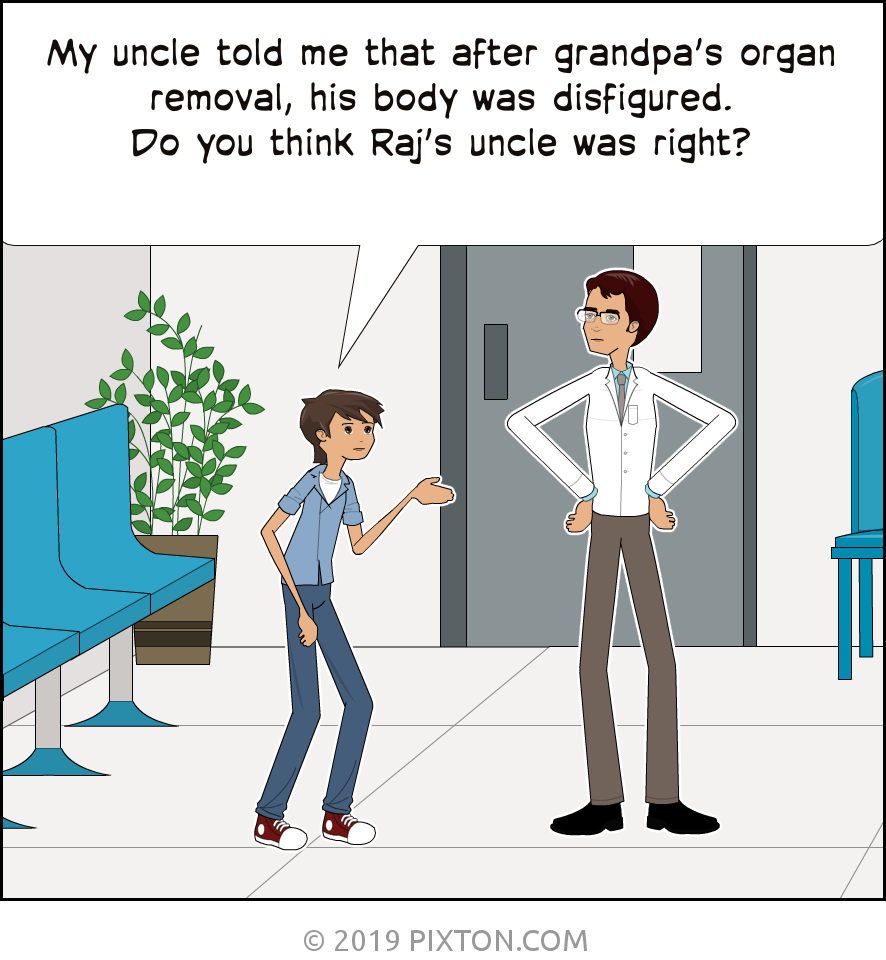 My uncle told me that after grandpa's organ
removal, his body was disfigured.
Do you think Raj's uncle was right?
© 2019 PIXTON.COM